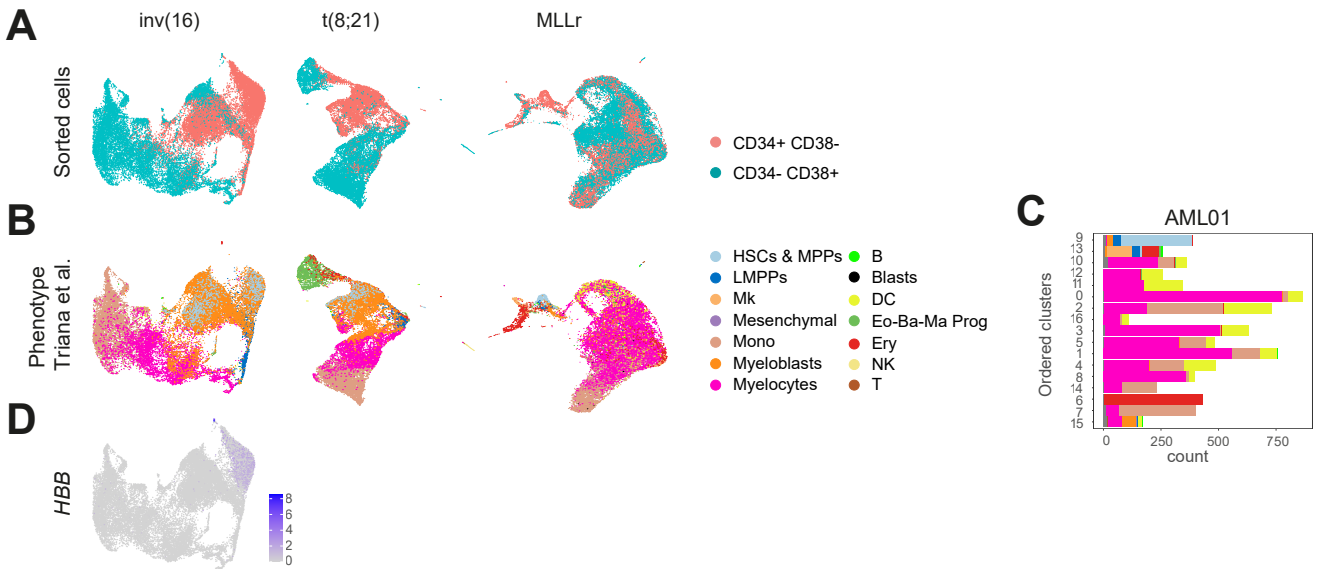 A
inv(16)
t(8;21)
MLLr
Sorted cells
CD34+ CD38-
CD34- CD38+
B
Phenotype
Triana et al.
HSCs & MPPs
LMPPs
Mk
Mesenchymal
Mono
Myeloblasts
Myelocytes
B
Blasts
DC
Eo-Ba-Ma Prog
Ery
NK
T
C
AML01
Ordered clusters
9
13
10
12
11
0
2
16
3
5
1
4
8
14
6
7
15
0 250 500 750
count
D
HBB
8
6
4
2
0